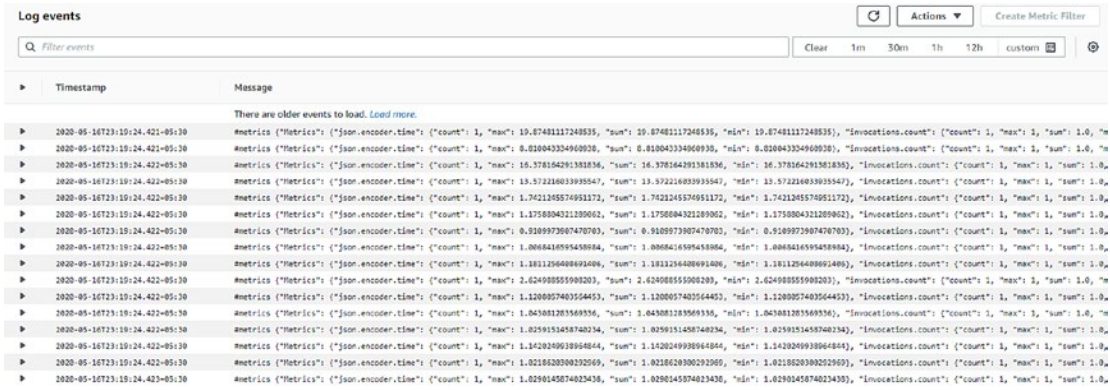 Log events
Actions ▼ Create Metric Filter
Filter events
Clear 1m 30m 1h 12h custom
Timestamp Message
There are older events to load. Load more.
2020-05-16T23:19:24.421-05:30 #metrics {"Metrics": {"json.encoder.time": {"count": 1, "max": 19.87481117248535, "sum": 19.87481117248535, "min": 19.87481117248535}, "invocations.count": {"count": 1, "max": 1, "sum": 1.0, "m
2020-05-16T23:19:24.422-05:30 #metrics {"Metrics": {"json.encoder.time": {"count": 1, "max": 8.810043334960938, "sum": 8.810043334960938, "min": 8.810043334960938}, "invocations.count": {"count": 1, "max": 1, "sum": 1.0, "m
2020-05-16T23:19:24.422-05:30 #metrics {"Metrics": {"json.encoder.time": {"count": 1, "max": 16.378164291381836, "sum": 16.378164291381836, "min": 16.378164291381836}, "invocations.count": {"count": 1, "max": 1, "sum": 1.0,
2020-05-16T23:19:24.422-05:30 #metrics {"Metrics": {"json.encoder.time": {"count": 1, "max": 13.572216033935547, "sum": 13.572216033935547, "min": 13.572216033935547}, "invocations.count": {"count": 1, "max": 1, "sum": 1.0,
2020-05-16T23:19:24.422-05:30 #metrics {"Metrics": {"json.encoder.time": {"count": 1, "max": 1.7421245574951172, "sum": 1.7421245574951172, "min": 1.7421245574951172}, "invocations.count": {"count": 1, "max": 1, "sum": 1.0,
2020-05-16T23:19:24.422-05:30 #metrics {"Metrics": {"json.encoder.time": {"count": 1, "max": 1.1758804321289062, "sum": 1.1758804321289062, "min": 1.1758804321289062}, "invocations.count": {"count": 1, "max": 1, "sum": 1.0,
2020-05-16T23:19:24.422-05:30 #metrics {"Metrics": {"json.encoder.time": {"count": 1, "max": 0.9109973907470703, "sum": 0.9109973907470703, "min": 0.9109973907470703}, "invocations.count": {"count": 1, "max": 1, "sum": 1.0,
2020-05-16T23:19:24.422-05:30 #metrics {"Metrics": {"json.encoder.time": {"count": 1, "max": 1.0068416595458984, "sum": 1.0068416595458984, "min": 1.0068416595458984}, "invocations.count": {"count": 1, "max": 1, "sum": 1.0,
2020-05-16T23:19:24.422-05:30 #metrics {"Metrics": {"json.encoder.time": {"count": 1, "max": 1.1811256408691406, "sum": 1.1811256408691406, "min": 1.1811256408691406}, "invocations.count": {"count": 1, "max": 1, "sum": 1.0,
2020-05-16T23:19:24.422-05:30 #metrics {"Metrics": {"json.encoder.time": {"count": 1, "max": 2.624988555908203, "sum": 2.624988555908203, "min": 2.624988555908203}, "invocations.count": {"count": 1, "max": 1, "sum": 1.0, "m
2020-05-16T23:19:24.422-05:30 #metrics {"Metrics": {"json.encoder.time": {"count": 1, "max": 1.1208057403564453, "sum": 1.1208057403564453, "min": 1.1208057403564453}, "invocations.count": {"count": 1, "max": 1, "sum": 1.0,
2020-05-16T23:19:24.422-05:30 #metrics {"Metrics": {"json.encoder.time": {"count": 1, "max": 1.043081283569336, "sum": 1.043081283569336, "min": 1.043081283569336}, "invocations.count": {"count": 1, "max": 1, "sum": 1.0, "m
2020-05-16T23:19:24.422-05:30 #metrics {"Metrics": {"json.encoder.time": {"count": 1, "max": 1.0259151458740234, "sum": 1.0259151458740234, "min": 1.0259151458740234}, "invocations.count": {"count": 1, "max": 1, "sum": 1.0,
2020-05-16T23:19:24.422-05:30 #metrics {"Metrics": {"json.encoder.time": {"count": 1, "max": 1.1420249938964844, "sum": 1.1420249938964844, "min": 1.1420249938964844}, "invocations.count": {"count": 1, "max": 1, "sum": 1.0,
2020-05-16T23:19:24.423-05:30 #metrics {"Metrics": {"json.encoder.time": {"count": 1, "max": 1.0218620300292969, "sum": 1.0218620300292969, "min": 1.0218620300292969}, "invocations.count": {"count": 1, "max": 1, "sum": 1.0,
2020-05-16T23:19:24.423-05:30 #metrics {"Metrics": {"json.encoder.time": {"count": 1, "max": 1.0290145874023438, "sum": 1.0290145874023438, "min": 1.0290145874023438}, "invocations.count": {"count": 1, "max": 1, "sum": 1.0,